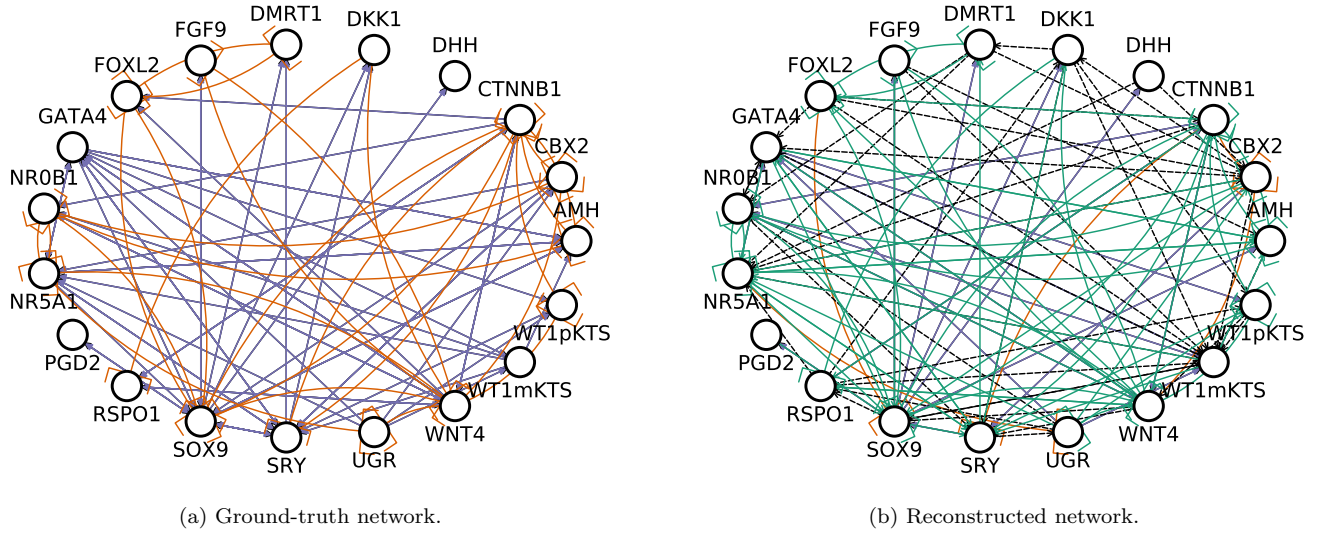 DMRT1
DKK1
FGF9
DHH
FOXL2
CTNNB1
GATA4
CBX2
NR0B1
AMH
NR5A1
WT1pKTS
PGD2
WT1mKTS
RSPO1
WNT4
SOX9
SRY
UGR
(a) Ground-truth network.
DMRT1
DKK1
FGF9
DHH
FOXL2
CTNNB1
GATA4
CBX2
NR0B1
AMH
NR5A1
WT1pKTS
PGD2
WT1mKTS
RSPO1
WNT4
SOX9
SRY
UGR
(b) Reconstructed network.